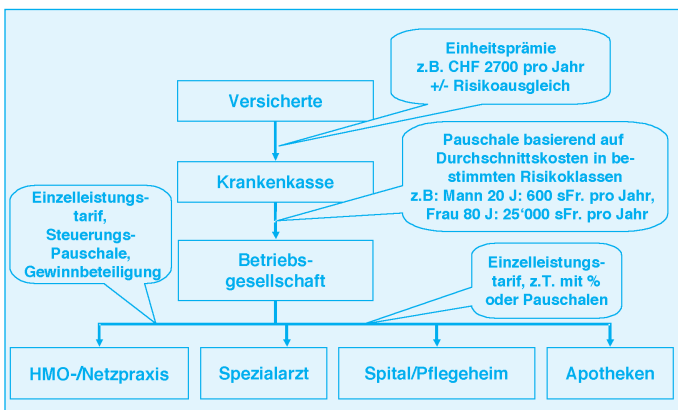 Einheitsprämie
z.B. CHF 2700 pro Jahr
+/- Risikoausgleich
Versicherte
Pauschale basierend auf
Durchschnittskosten in be-
stimmten Risikoklassen
z.B: Mann 20 J: 600 sFr. pro Jahr,
Frau 80 J: 25‘000 sFr. pro Jahr
Krankenkasse
Einzelleistungs-
tarif,
Steuerungs-
Pauschale,
Gewinnbeteiligung
Betriebs-
gesellschaft
Einzelleistungs-
tarif, z.T. mit %
oder Pauschalen
HMO-/Netzpraxis
Spezialarzt
Spital/Pflegeheim
Apotheken